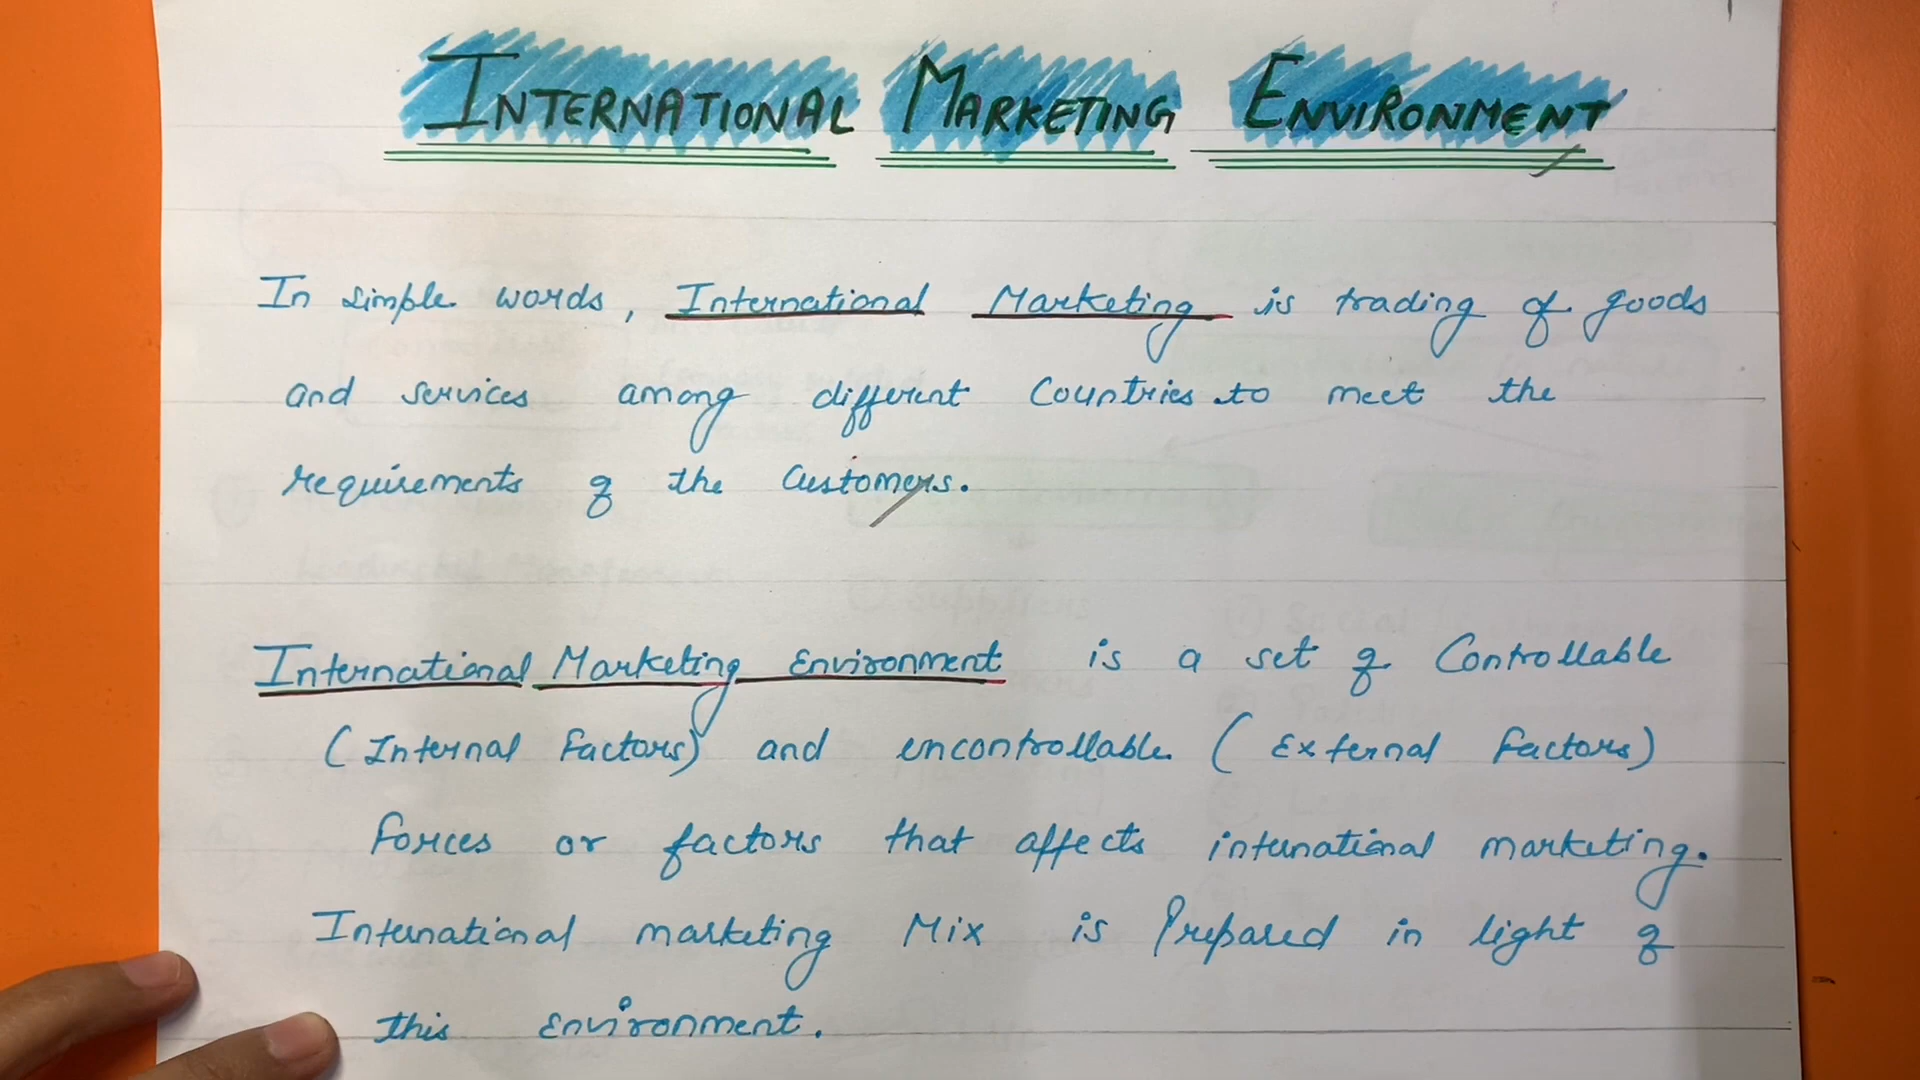 INTERNATIONAL MARKETING ENVIRONMENT
In simple words, International Marketing is trading of goods
and services among different Countries to meet the
requirements of the Customers.
International Marketing Environment is a set of Controllable
(Internal Factors) and encontrollable (External Factors)
Forces or factors that affects international marketing.
International marketing Mix is Prepared in light of
this Environment.